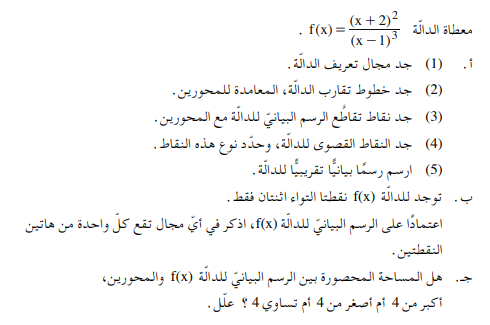 معطاة الدالّة f(x) = (x + 2)² / (x − 1)³ .
أ. (1) جد مجال تعريف الدالّة.
(2) جد خطوط تقارب الدالّة، المعامدة للمحورين.
(3) جد نقاط تقاطُع الرسم البيانيّ للدالّة مع المحورين.
(4) جد النقاط القصوى للدالّة، وحدّد نوع هذه النقاط.
(5) ارسم رسمًا بيانيًّا تقريبيًّا للدالّة.
ب. توجد للدالّة f(x) نقطتا التواء اثنتان فقط.
اعتمادًا على الرسم البيانيّ للدالّة f(x)، اذكر في أيّ مجال تقع كلّ واحدة من هاتين
النقطتين.
جـ. هل المساحة المحصورة بين الرسم البيانيّ للدالّة f(x) والمحورين،
أكبر من 4 أم أصغر من 4 أم تساوي 4 ؟ علّل.